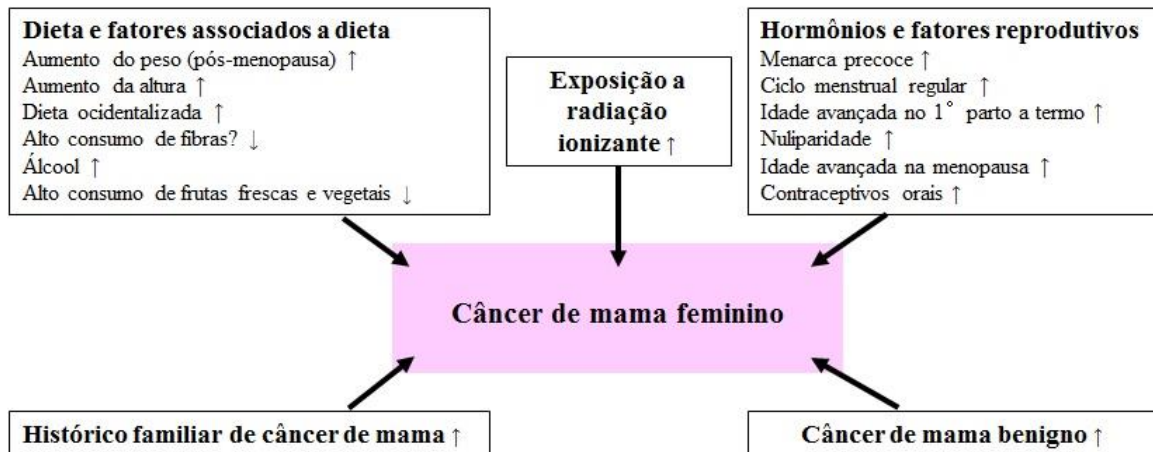 Dieta e fatores associados a dieta
Aumento do peso (pós-menopausa) ↑
Aumento da altura ↑
Dieta ocidentalizada ↑
Alto consumo de fibras? ↓
Álcool ↑
Alto consumo de frutas frescas e vegetais ↓
Exposição a
radiação
ionizante ↑
Hormônios e fatores reprodutivos
Menarca precoce ↑
Ciclo menstrual regular ↑
Idade avançada no 1° parto a termo ↑
Nuliparidade ↑
Idade avançada na menopausa ↑
Contraceptivos orais ↑
Câncer de mama feminino
Histórico familiar de câncer de mama ↑
Câncer de mama benigno ↑